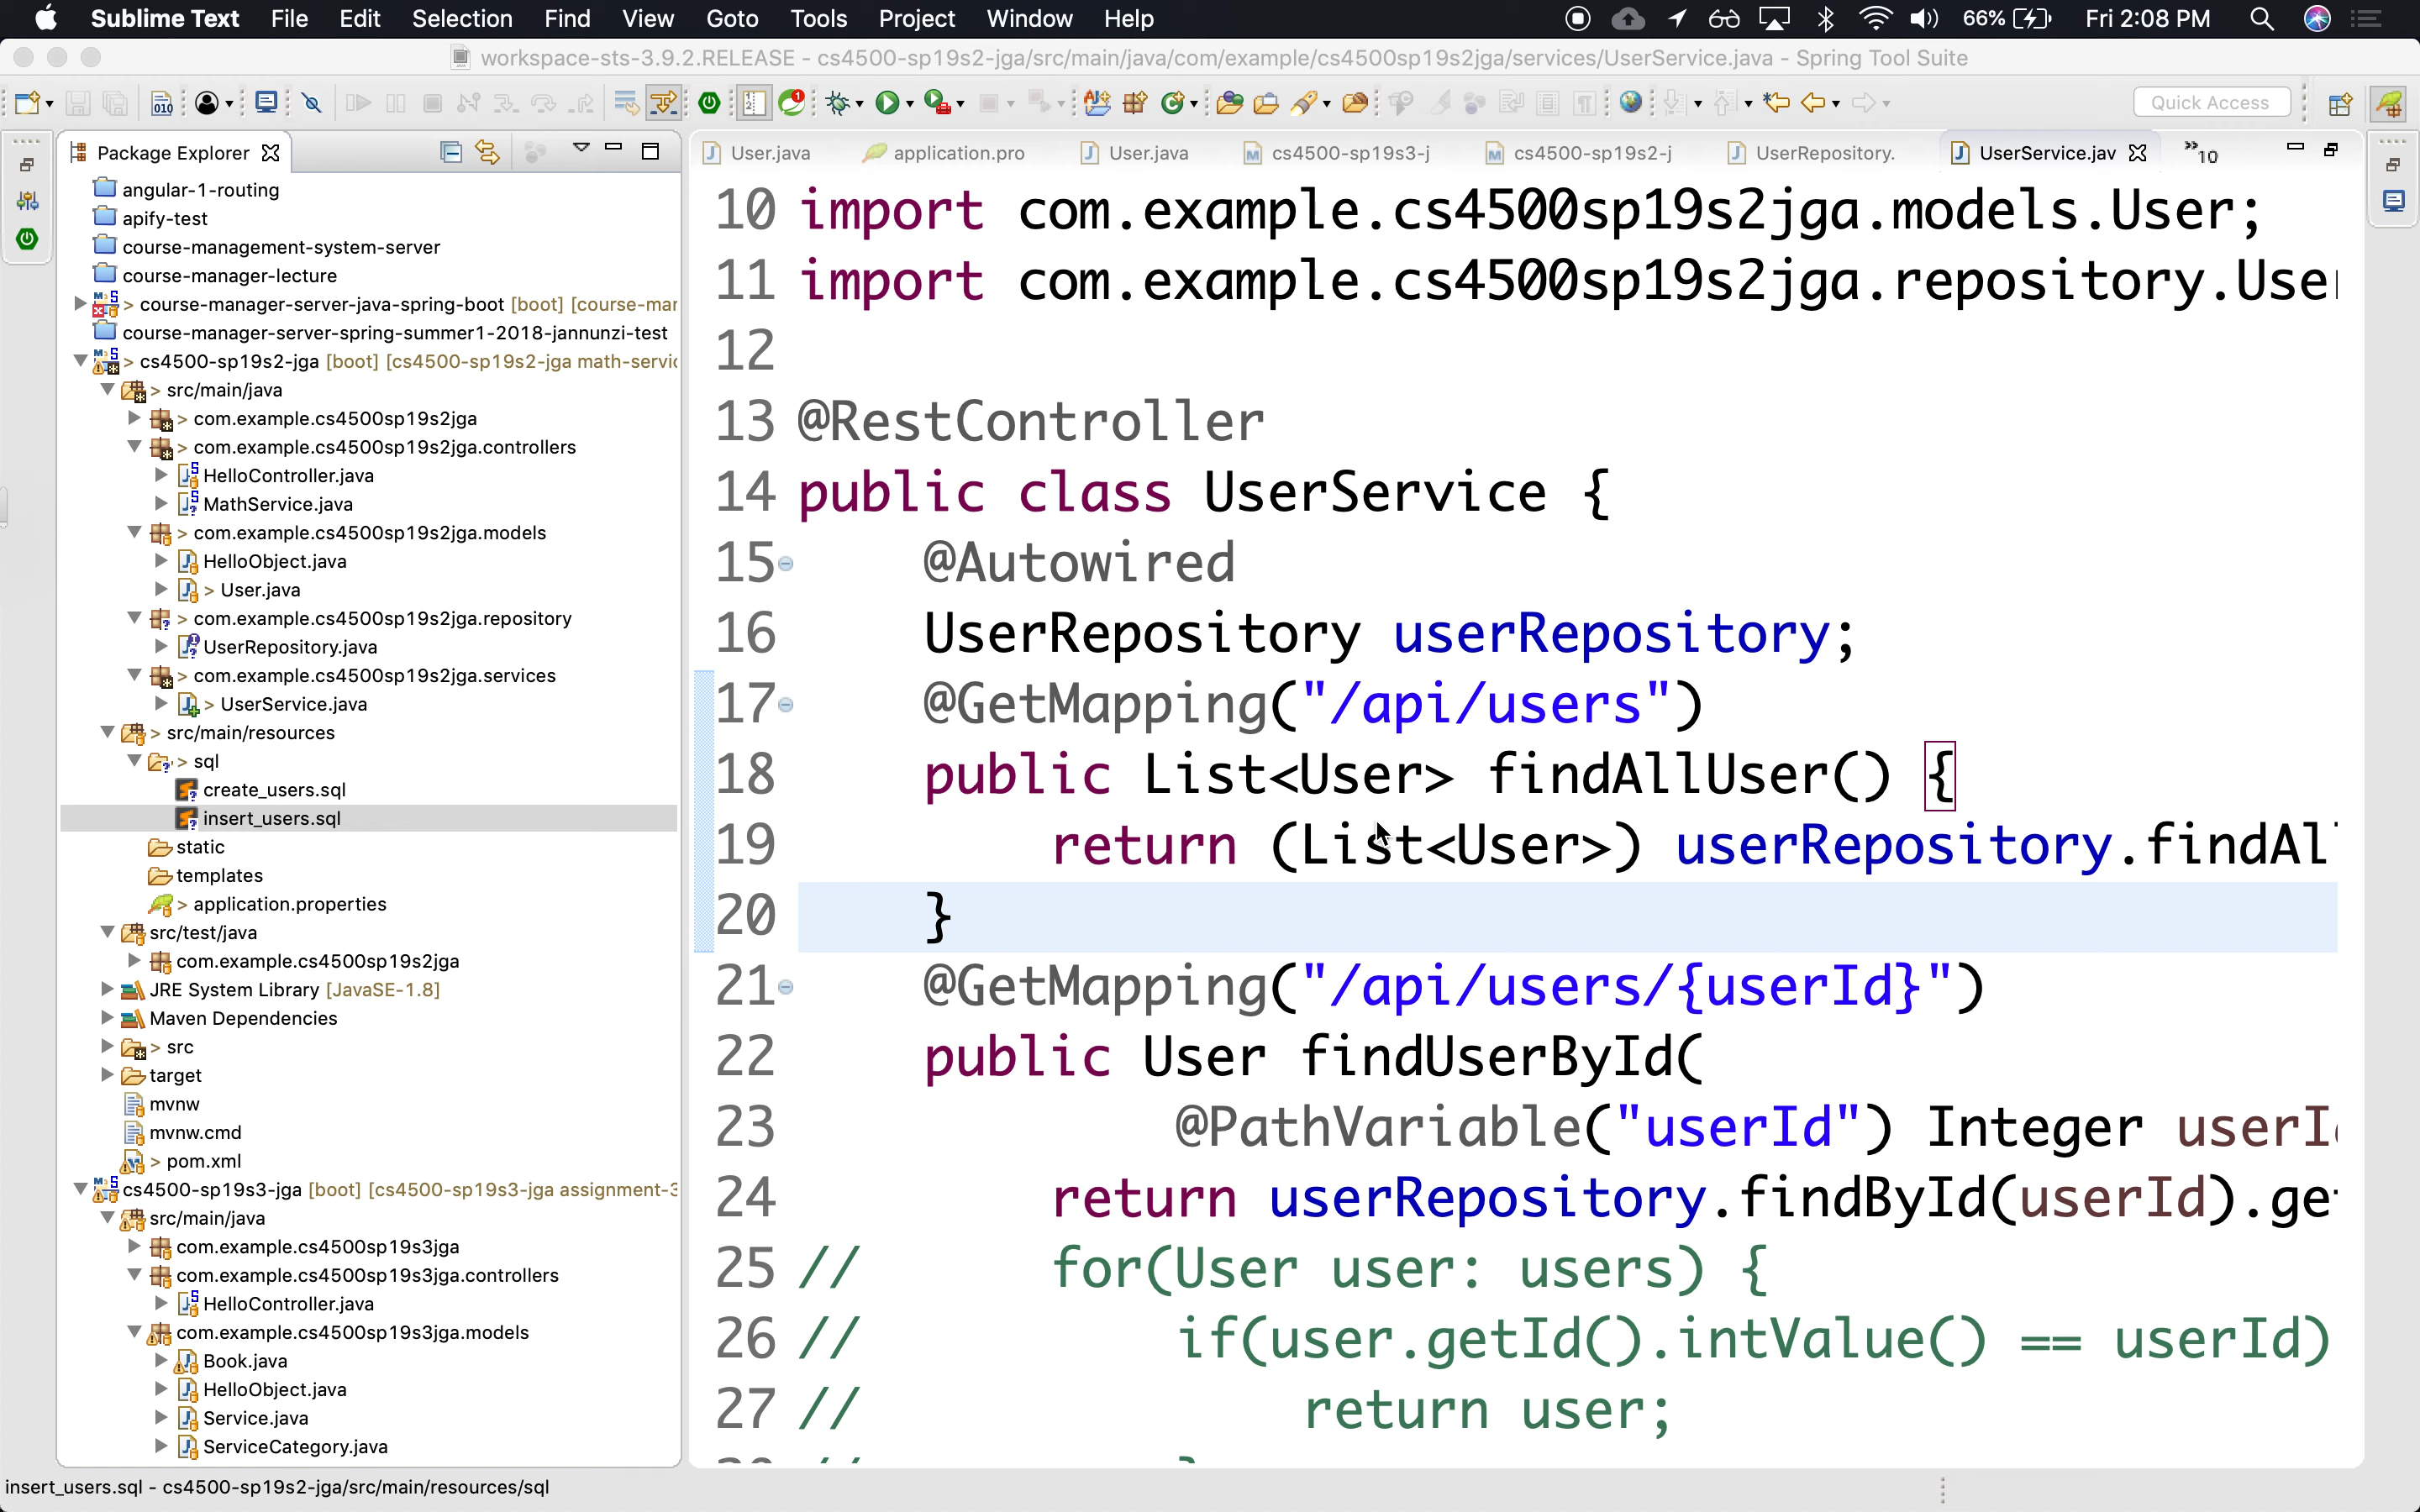 Sublime Text File Edit Selection Find View Goto Tools Project Window Help 66% Fri 2:08 PM
workspace-sts-3.9.2.RELEASE - cs4500-sp19s2-jga/src/main/java/com/example/cs4500sp19s2jga/services/UserService.java - Spring Tool Suite
Quick Access
Package Explorer
User.java application.pro User.java cs4500-sp19s3-j cs4500-sp19s2-j UserRepository. UserService.jav »10
angular-1-routing
apify-test
course-management-system-server
course-manager-lecture
> course-manager-server-java-spring-boot [boot] [course-mar
course-manager-server-spring-summer1-2018-jannunzi-test
> cs4500-sp19s2-jga [boot] [cs4500-sp19s2-jga math-servic
> src/main/java
> com.example.cs4500sp19s2jga
> com.example.cs4500sp19s2jga.controllers
HelloController.java
MathService.java
> com.example.cs4500sp19s2jga.models
HelloObject.java
> User.java
> com.example.cs4500sp19s2jga.repository
UserRepository.java
> com.example.cs4500sp19s2jga.services
> UserService.java
> src/main/resources
> sql
create_users.sql
insert_users.sql
static
templates
> application.properties
src/test/java
com.example.cs4500sp19s2jga
JRE System Library [JavaSE-1.8]
Maven Dependencies
> src
target
mvnw
mvnw.cmd
> pom.xml
cs4500-sp19s3-jga [boot] [cs4500-sp19s3-jga assignment-3
src/main/java
com.example.cs4500sp19s3jga
com.example.cs4500sp19s3jga.controllers
HelloController.java
com.example.cs4500sp19s3jga.models
Book.java
HelloObject.java
Service.java
ServiceCategory.java
10 import com.example.cs4500sp19s2jga.models.User;
11 import com.example.cs4500sp19s2jga.repository.User
12
13 @RestController
14 public class UserService {
15 @Autowired
16 UserRepository userRepository;
17 @GetMapping("/api/users")
18 public List<User> findAllUser() {
19 return (List<User>) userRepository.findAll
20 }
21 @GetMapping("/api/users/{userId}")
22 public User findUserById(
23 @PathVariable("userId") Integer userId
24 return userRepository.findById(userId).get
25 // for(User user: users) {
26 // if(user.getId().intValue() == userId)
27 // return user;
insert_users.sql - cs4500-sp19s2-jga/src/main/resources/sql